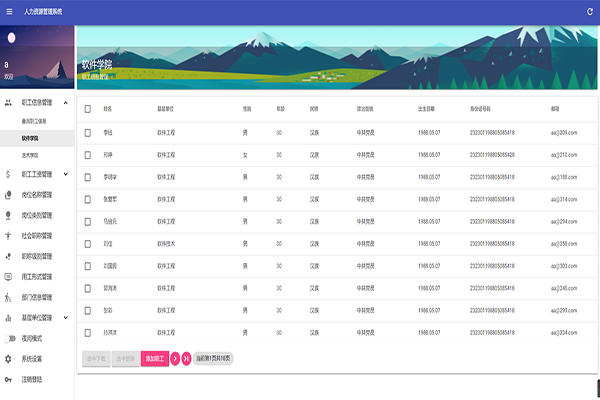 人力资源管理系统
a
欢迎
职工信息管理
查询职工信息
软件学院
艺术学院
职工工资管理
岗位名称管理
岗位类别管理
社会职称管理
职称级别管理
用工形式管理
部门信息管理
基层单位管理
夜间模式
系统设置
注销登陆
软件学院
职工信息管理
姓名 基层单位 性别 年龄 民族 政治面貌 出生日期 身份证号码 邮箱
软件工程 男 30 汉族 中共党员 1988.05.07 232301198805085418 aa@209.com
邢峥 软件工程 女 30 汉族 中共党员 1988.05.07 232301198805085428 aa@210.com
李明学 软件工程 男 30 汉族 中共党员 1988.05.07 232301198805085418 aa@188.com
张爱军 软件工程 男 30 汉族 中共党员 1988.05.07 232301198805085418 aa@314.com
马伯元 软件工程 男 30 汉族 中共党员 1988.05.07 232301198805085418 aa@294.com
刘佳 软件技术 男 30 汉族 中共党员 1988.05.07 232301198805085418 aa@258.com
刘国民 软件工程 男 30 汉族 中共党员 1988.05.07 232301198805085418 aa@303.com
郭海涛 软件工程 男 30 汉族 中共党员 1988.05.07 232301198805085418 aa@245.com
软件工程 男 30 汉族 中共党员 1988.05.07 232301198805085418 aa@299.com
孙洪洋 软件工程 男 30 汉族 中共党员 1988.05.07 232301198805085418 aa@234.com
选中下载 选中删除 添加职工 当前第1页共16页